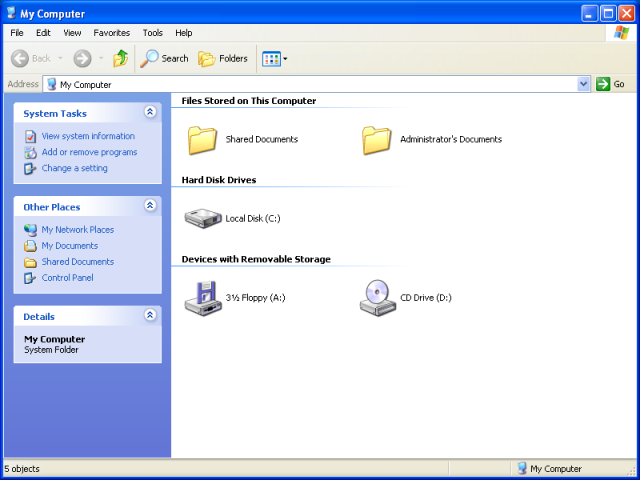 My Computer
File Edit View Favorites Tools Help
Back Search Folders
Address My Computer Go
System Tasks
View system information
Add or remove programs
Change a setting
Other Places
My Network Places
My Documents
Shared Documents
Control Panel
Details
My Computer
System Folder
Files Stored on This Computer
Shared Documents Administrator's Documents
Hard Disk Drives
Local Disk (C:)
Devices with Removable Storage
3½ Floppy (A:) CD Drive (D:)
5 objects My Computer